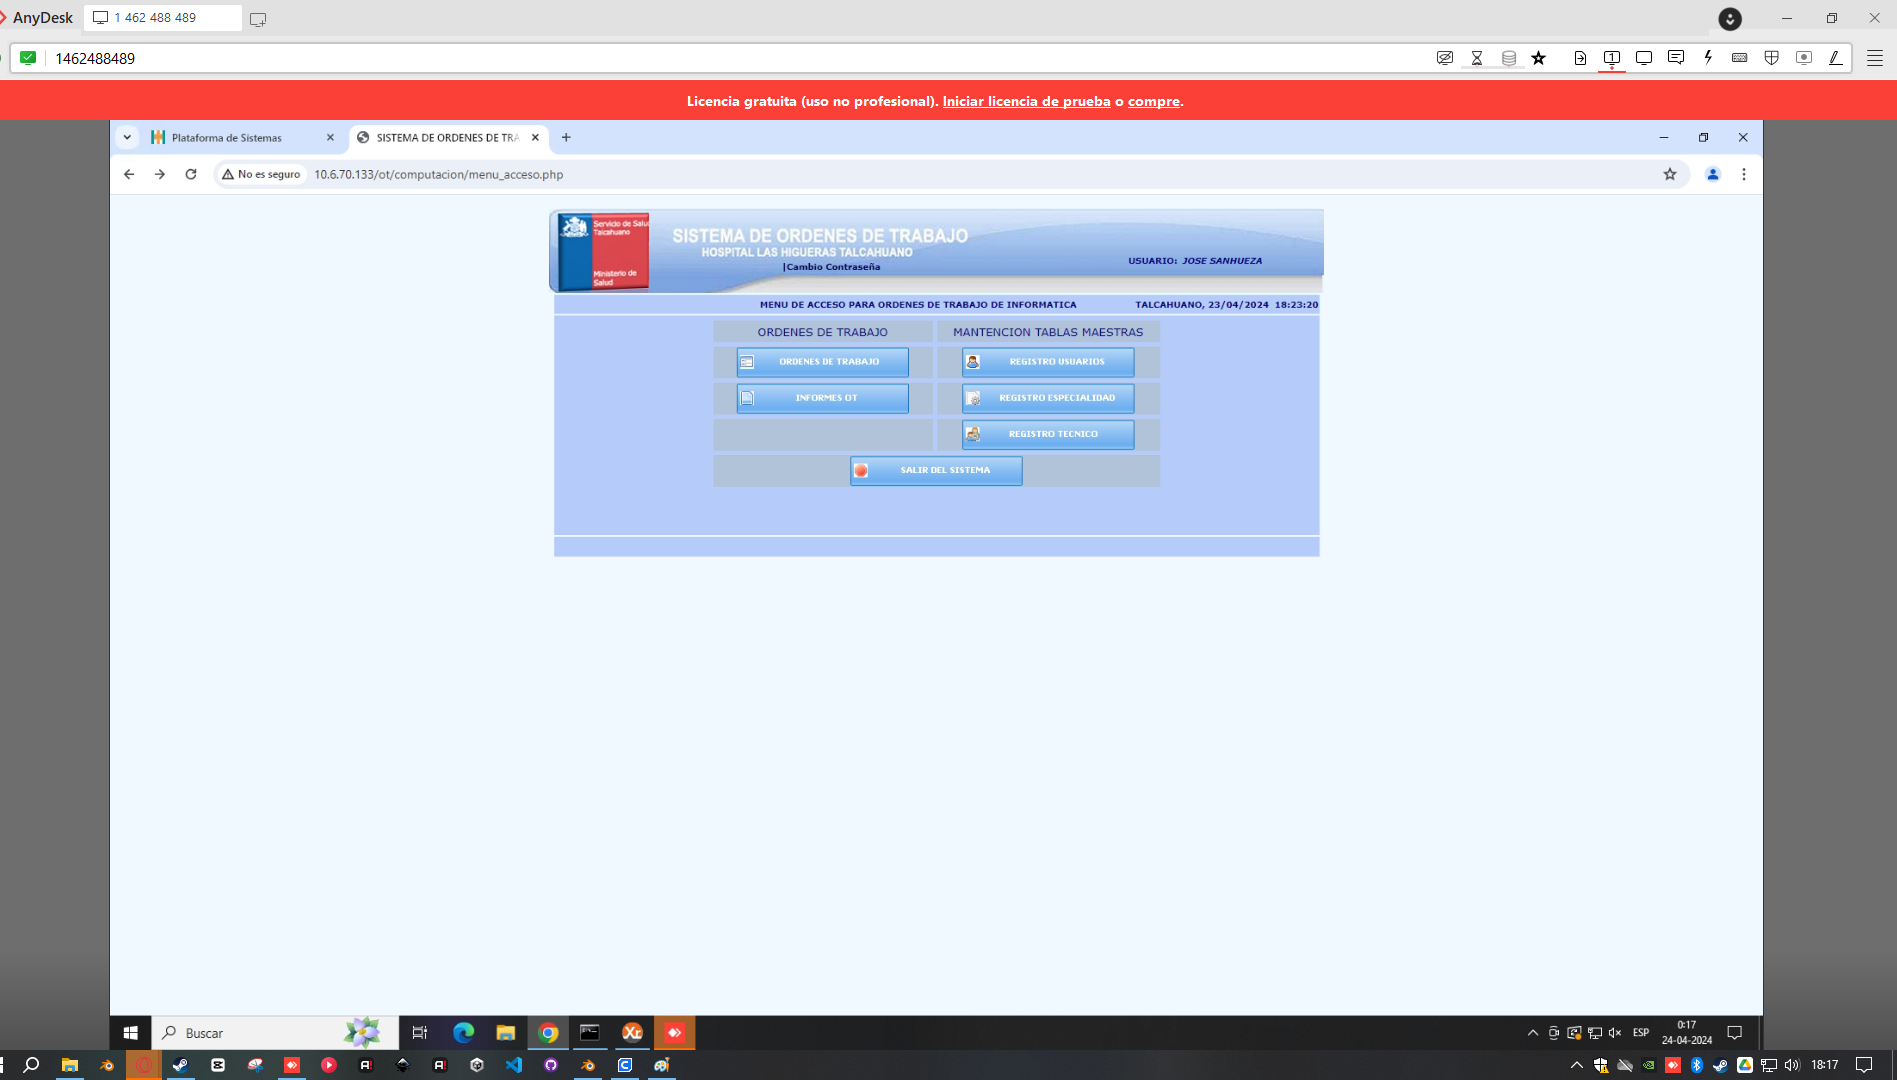 AnyDesk
1 462 488 489
1462488489
Licencia gratuita (uso no profesional). Iniciar licencia de prueba o compre.
Plataforma de Sistemas
SISTEMA DE ORDENES DE TRA
No es seguro
10.6.70.133/ot/computacion/menu_acceso.php
Servicio de Salu
Talcahuano
Ministerio de
Salud
SISTEMA DE ORDENES DE TRABAJO
HOSPITAL LAS HIGUERAS TALCAHUANO
|Cambio Contraseña
USUARIO: JOSE SANHUEZA
MENU DE ACCESO PARA ORDENES DE TRABAJO DE INFORMATICA
TALCAHUANO, 23/04/2024 18:23:20
ORDENES DE TRABAJO
MANTENCION TABLAS MAESTRAS
ORDENES DE TRABAJO
REGISTRO USUARIOS
INFORMES OT
REGISTRO ESPECIALIDAD
REGISTRO TECNICO
SALIR DEL SISTEMA
Buscar
ESP
0:17
24-04-2024
18:17